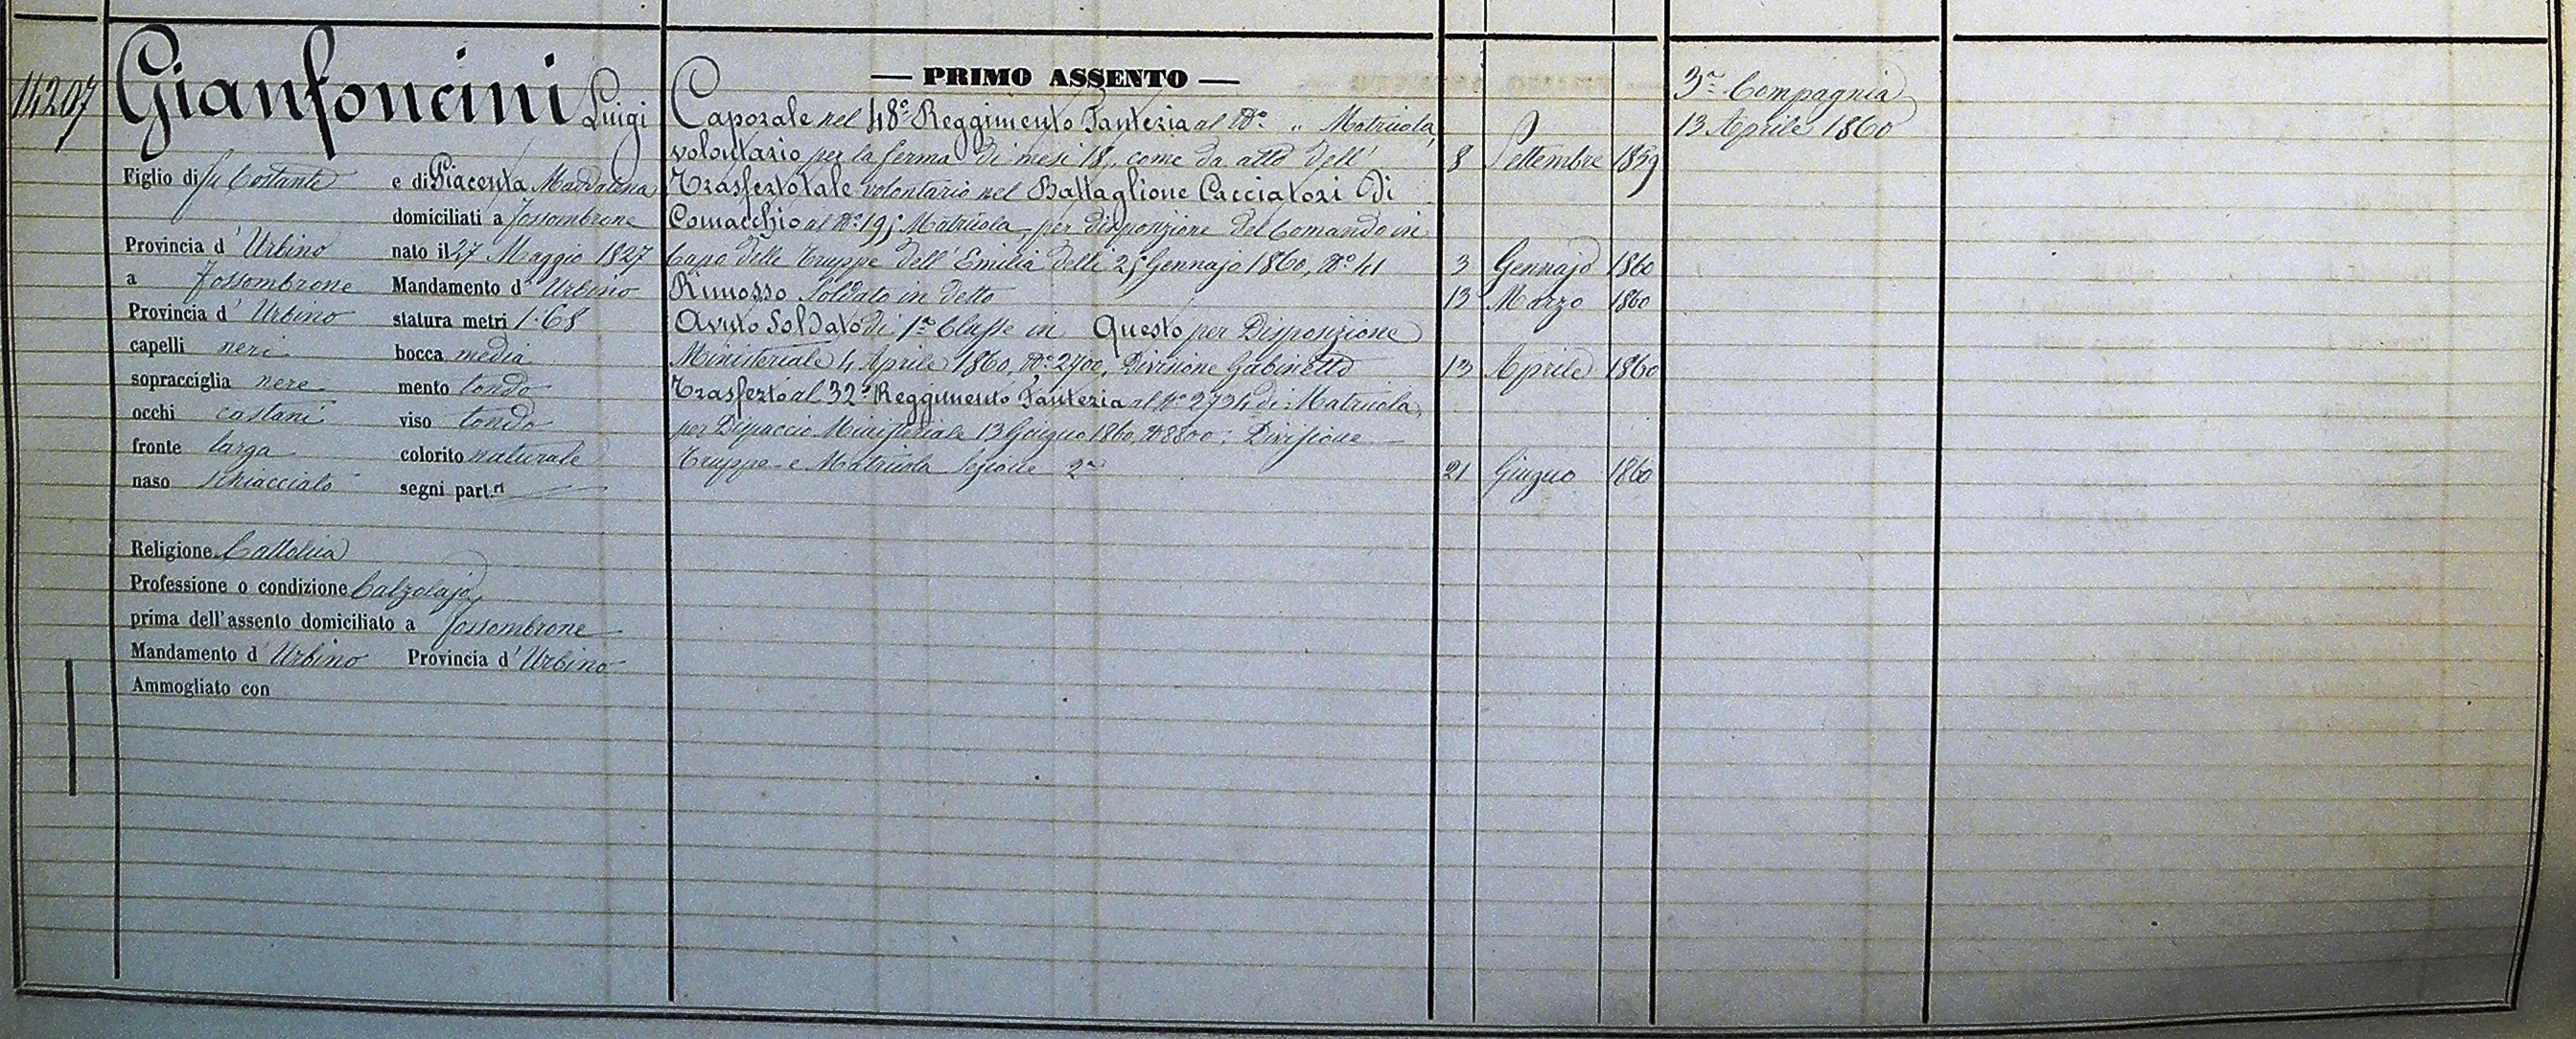 14207
Gianfoncini Luigi
Figlio di fu Costante e di Piacenta Maddalena
domiciliati a Fossombrone
Provincia d' Urbino nato il 27 Maggio 1827
a Fossombrone Mandamento d' Urbino
Provincia d' Urbino statura metri 1.68
capelli neri bocca media
sopracciglia nere mento tondo
occhi castani viso tondo
fronte larga colorito naturale
naso schiacciato segni part.ri
Religione Cattolica
Professione o condizione Calzolajo
prima dell'assento domiciliato a Fossombrone
Mandamento d' Urbino Provincia d' Urbino
Ammogliato con
— PRIMO ASSENTO —
Caporale nel 48° Reggimento Fanteria al N° „ Matricola,
volontario per la ferma di mesi 18, come da atto dell' 8 Settembre 1859
Trasferto tale volontario nel Battaglione Cacciatori di
Comacchio al N° 195 Matricola, per disposizione del Comando in
Capo delle Truppe dell' Emilia delli 25 Gennajo 1860, N° 41 3 Gennajo 1860
Rimosso Soldato in detto 13 Marzo 1860
Avuto Soldato di 1a Classe in Questo per Disposizione
Ministeriale 4 Aprile 1860, N° 2700, Divisione Gabinetto 13 Aprile 1860
Trasferto al 32° Reggimento Fanteria al N° 2734 di Matricola,
per Dispaccio Ministeriale 13 Giugno 1860, N° 8800, Divisione
Truppe e Matricola Sezione 2a 21 Giugno 1860
3a Compagnia
13 Aprile 1860